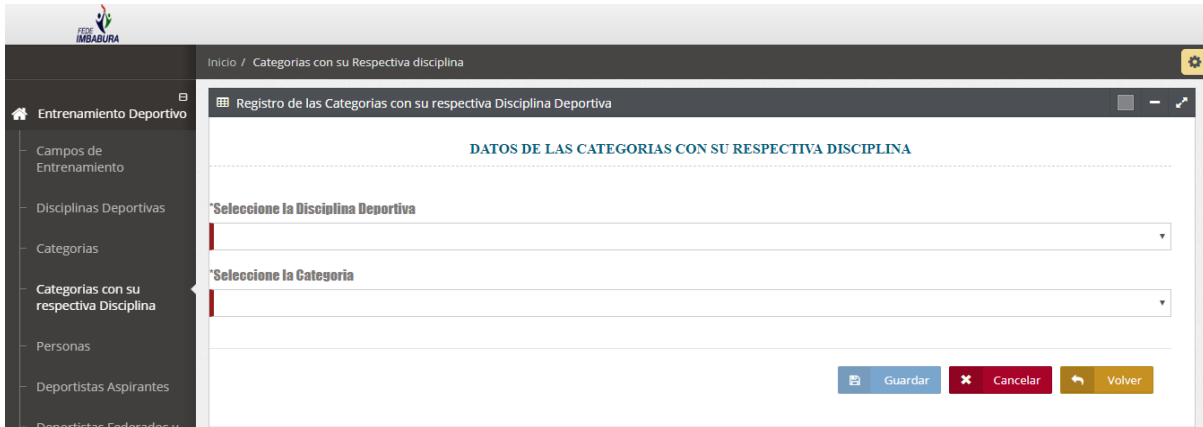 FEDE
IMBABURA
Inicio / Categorias con su Respectiva disciplina
Entrenamiento Deportivo
Campos de
Entrenamiento
Disciplinas Deportivas
Categorias
Categorias con su
respectiva Disciplina
Personas
Deportistas Aspirantes
Deportistas Federados y
Registro de las Categorias con su respectiva Disciplina Deportiva
DATOS DE LAS CATEGORIAS CON SU RESPECTIVA DISCIPLINA
*Seleccione la Disciplina Deportiva
*Seleccione la Categoria
Guardar
Cancelar
Volver